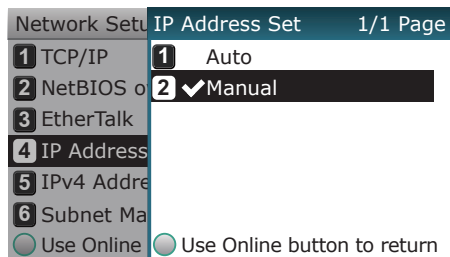 Network Setu
1 TCP/IP
2 NetBIOS o
3 EtherTalk
4 IP Address
5 IPv4 Addre
6 Subnet Ma
Use Online
IP Address Set 1/1 Page
1 Auto
2 ✔Manual
Use Online button to return